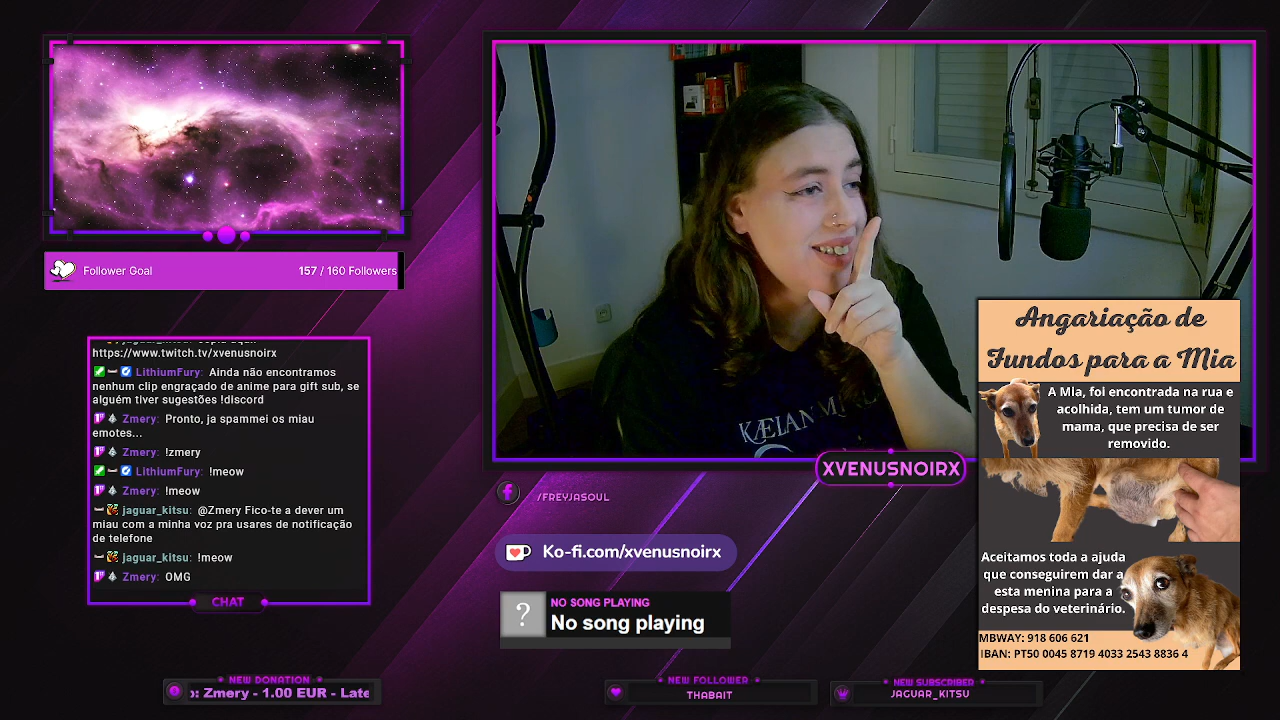 Follower Goal
157 / 160 Followers
https://www.twitch.tv/xvenusnoirx
LithiumFury: Ainda não encontramos
nenhum clip engraçado de anime para gift sub, se
alguém tiver sugestões !discord
Zmery: Pronto, ja spammei os miau
emotes...
Zmery: !zmery
LithiumFury: !meow
Zmery: !meow
jaguar_kitsu: @Zmery Fico-te a dever um
miau com a minha voz pra usares de notificação
de telefone
jaguar_kitsu: !meow
Zmery: OMG
CHAT
XVENUSNOIRX
/FREYJASOUL
Ko-fi.com/xvenusnoirx
NO SONG PLAYING
No song playing
Angariação de
Fundos para a Mia
A Mia, foi encontrada na rua e
acolhida, tem um tumor de
mama, que precisa de ser
removido.
Aceitamos toda a ajuda
que conseguirem dar a
esta menina para a
despesa do veterinário.
MBWAY: 918 606 621
IBAN: PT50 0045 8719 4033 2543 8836 4
NEW DONATION
: Zmery - 1.00 EUR - Late
NEW FOLLOWER
THABAIT
NEW SUBSCRIBER
JAGUAR_KITSU